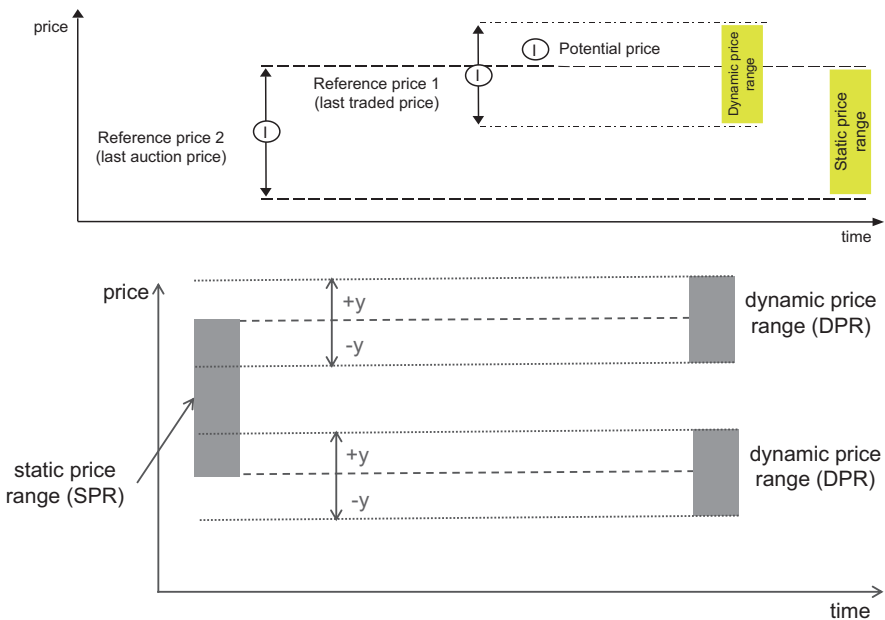 price
I
Potential price
Reference price 1
(last traded price)
I
Dynamic price
range
Reference price 2
(last auction price)
I
Static price
range
time
price
+y
-y
dynamic price
range (DPR)
static price
range (SPR)
+y
-y
dynamic price
range (DPR)
time